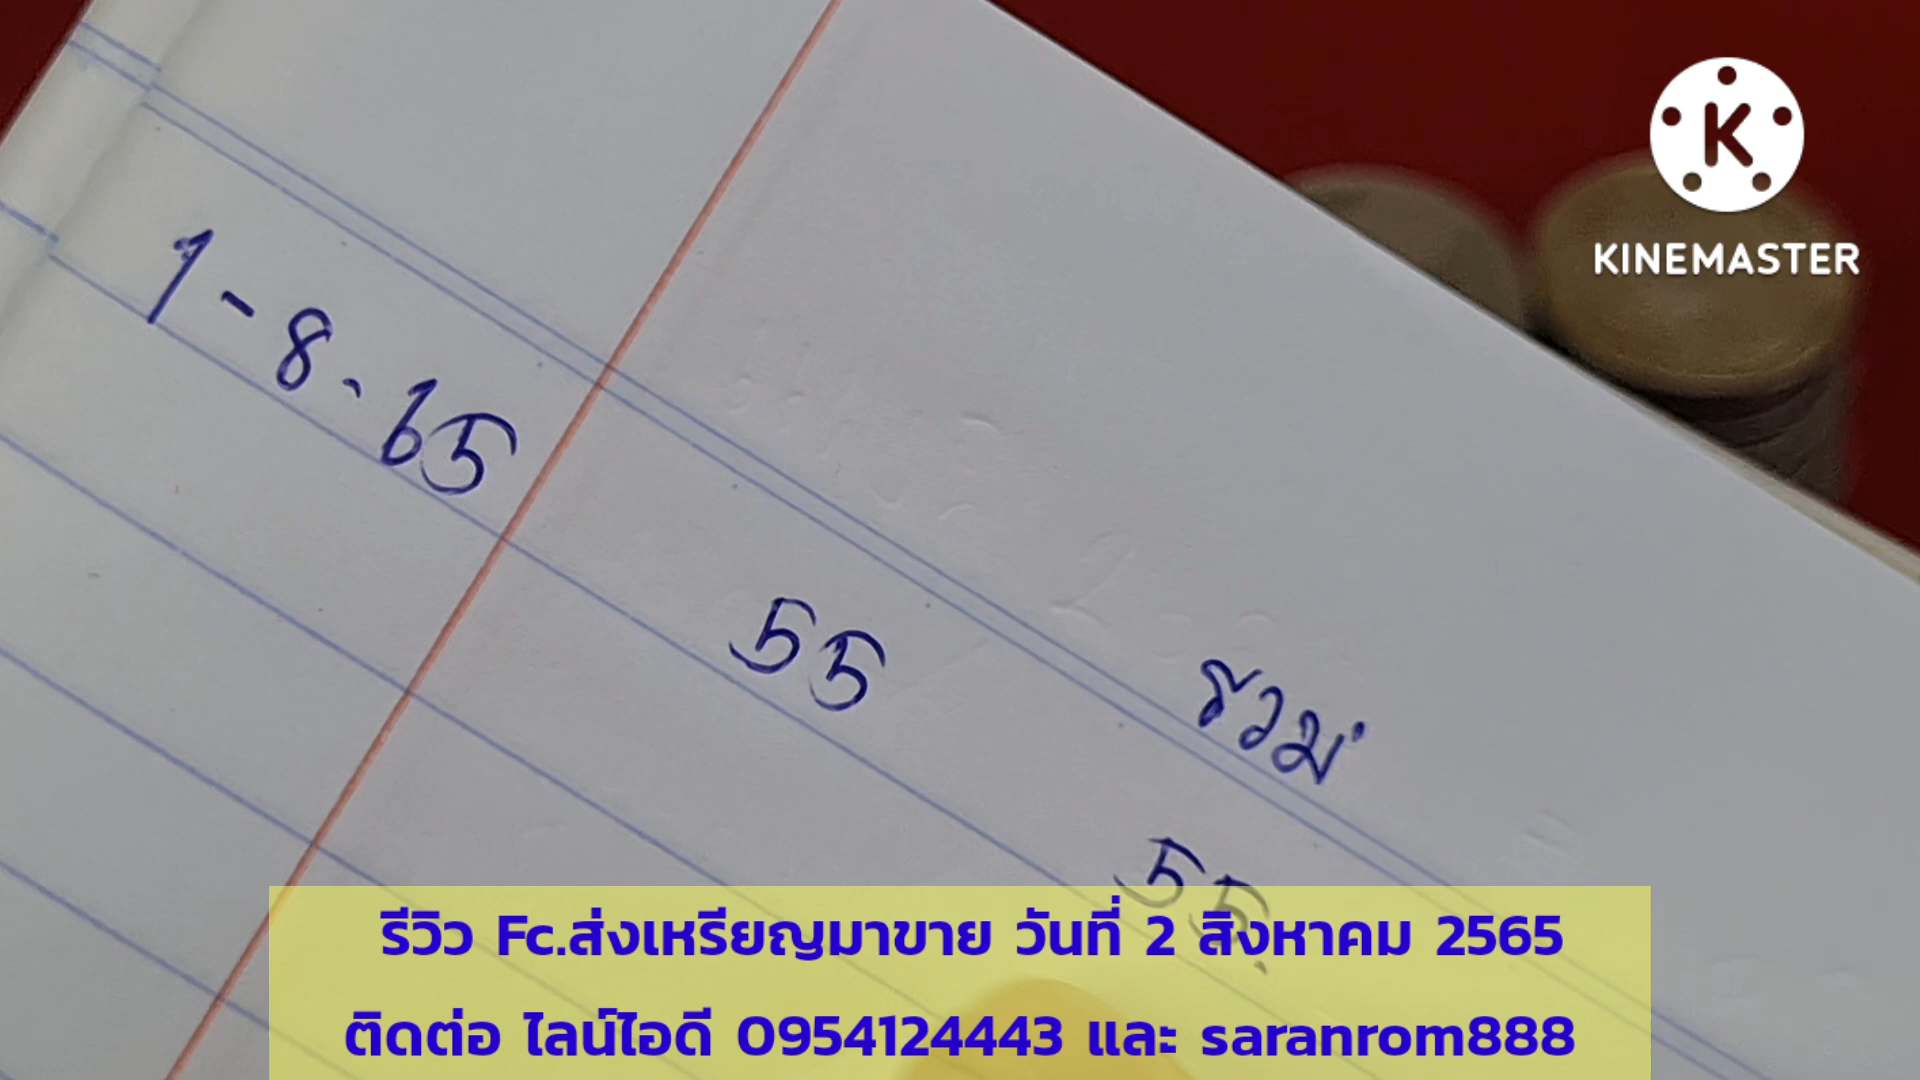 KINEMASTER
1-8-65
55
รวม
55.
รีวิว Fc.ส่งเหรียญมาขาย วันที่ 2 สิงหาคม 2565
ติดต่อ ไลน์ไอดี 0954124443 และ saranrom888